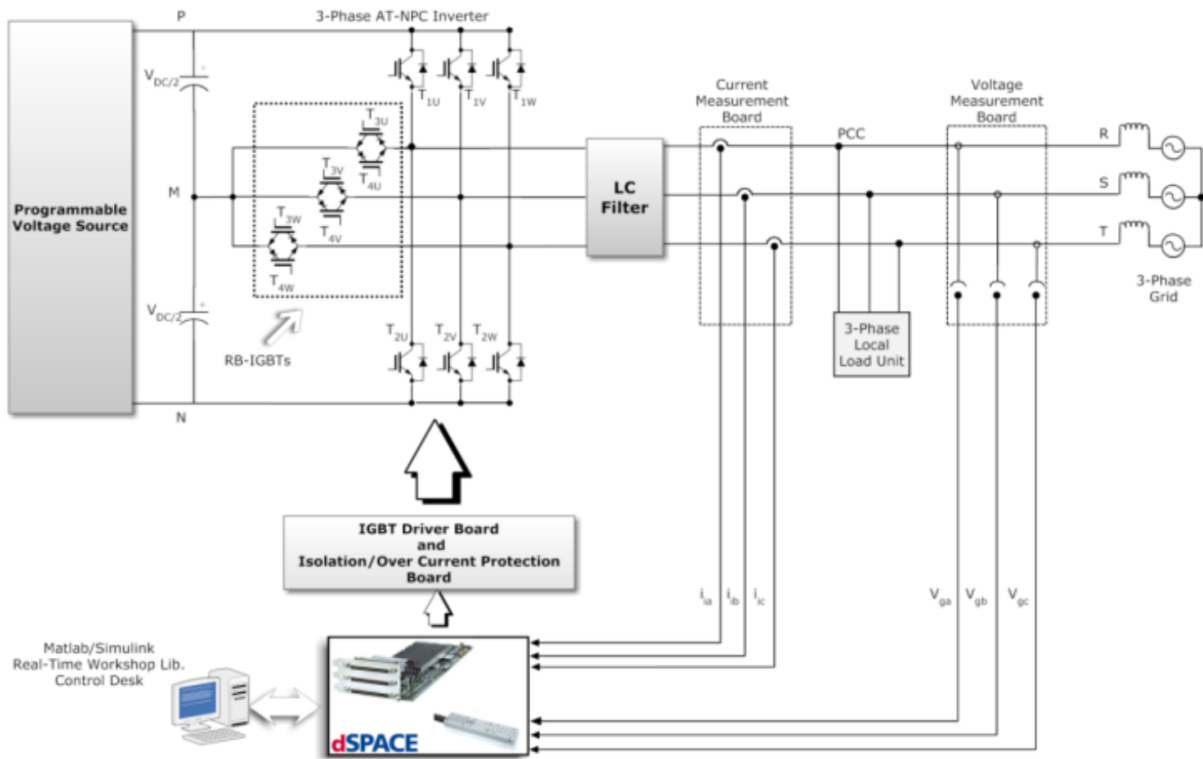 P
3-Phase AT-NPC Inverter
V_DC/2
T_1U
T_1V
T_1W
Current
Measurement
Board
Voltage
Measurement
Board
T_3U
T_3V
T_4U
T_3W
T_4V
T_4W
M
Programmable
Voltage Source
LC
Filter
PCC
R
S
T
3-Phase
Grid
V_DC/2
RB-IGBTs
T_2U
T_2V
T_2W
3-Phase
Local
Load Unit
N
IGBT Driver Board
and
Isolation/Over Current Protection
Board
i_ia
i_ib
i_ic
V_ga
V_gb
V_gc
Matlab/Simulink
Real-Time Workshop Lib.
Control Desk
dSPACE